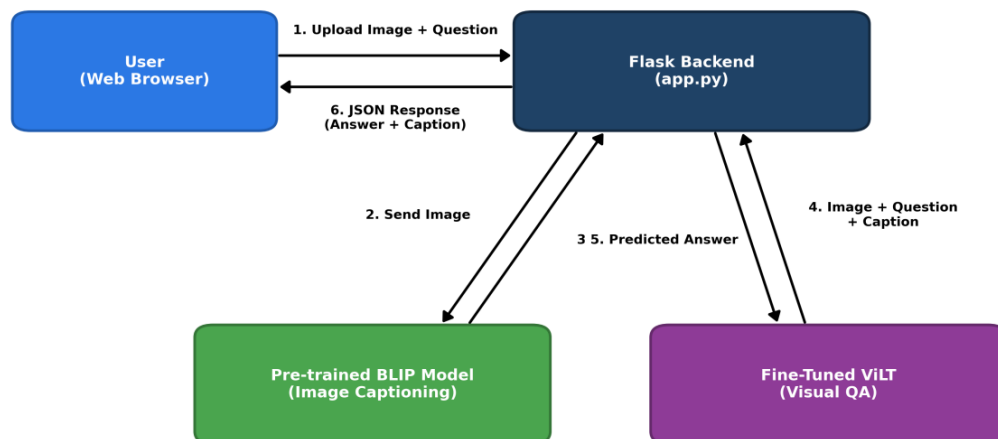 User
(Web Browser)
1. Upload Image + Question
Flask Backend
(app.py)
6. JSON Response
(Answer + Caption)
2. Send Image
3
5. Predicted Answer
4. Image + Question
+ Caption
Pre-trained BLIP Model
(Image Captioning)
Fine-Tuned ViLT
(Visual QA)